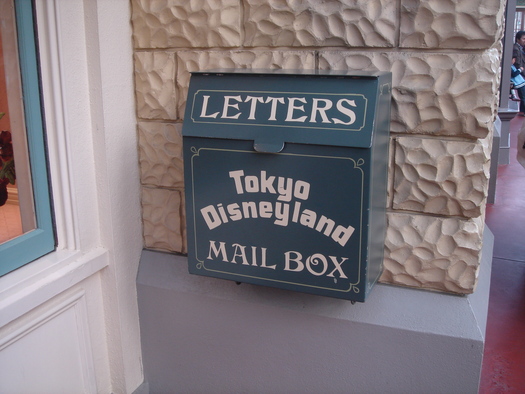 LETTERS
Tokyo
Disneyland
MAIL BOX